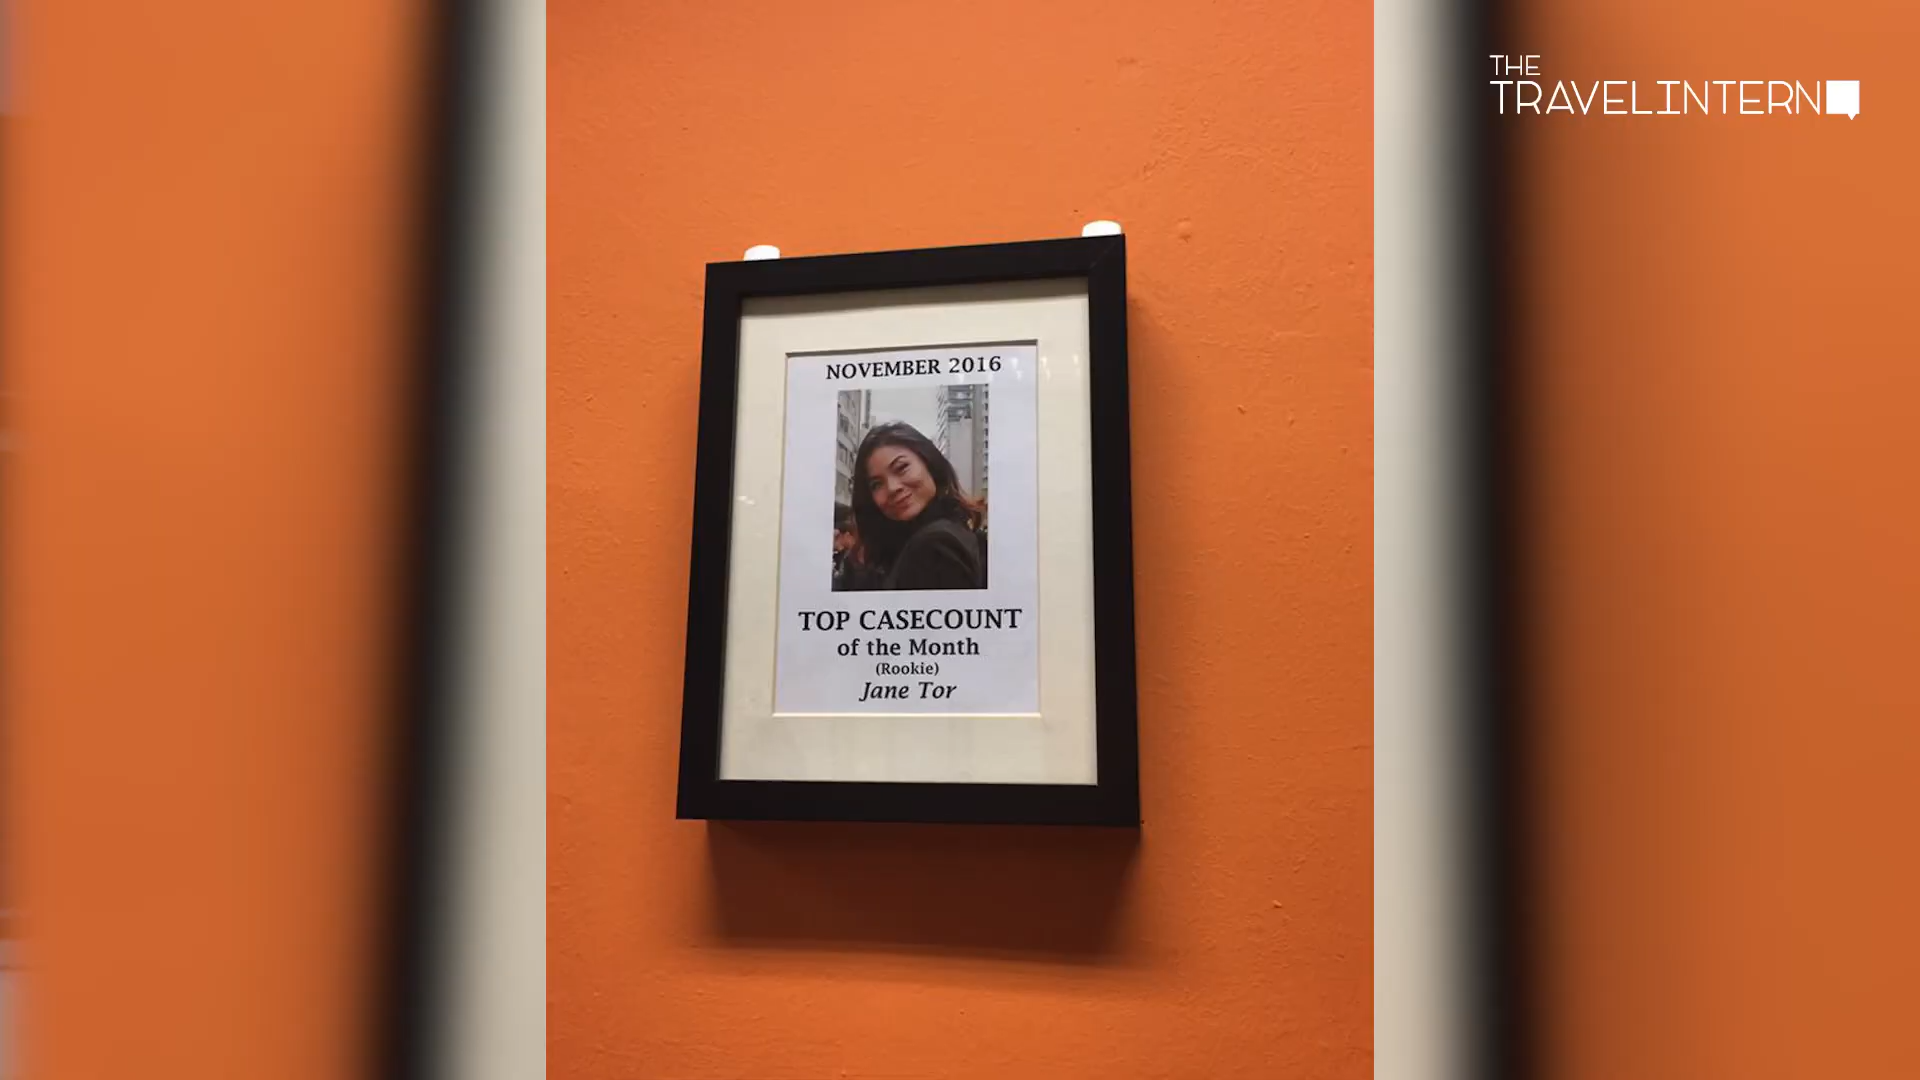 THE
TRAVELINTERN
NOVEMBER 2016
TOP CASECOUNT
of the Month
(Rookie)
Jane Tor